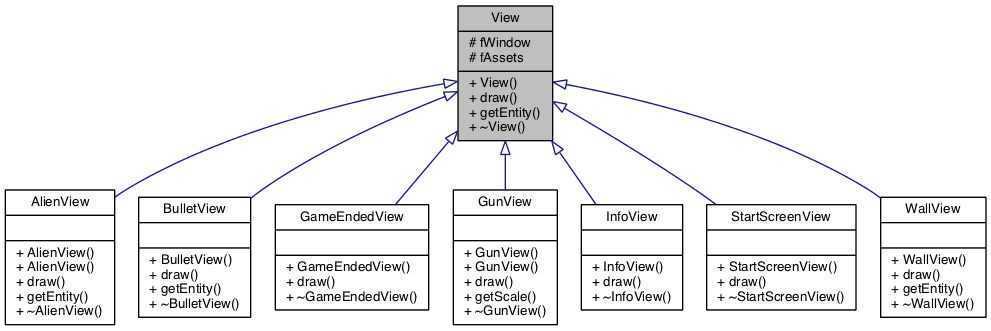 View
# fWindow
# fAssets
+ View()
+ draw()
+ getEntity()
+ ~View()
AlienView
+ AlienView()
+ AlienView()
+ draw()
+ getEntity()
+ ~AlienView()
BulletView
+ BulletView()
+ draw()
+ getEntity()
+ ~BulletView()
GameEndedView
+ GameEndedView()
+ draw()
+ ~GameEndedView()
GunView
+ GunView()
+ GunView()
+ draw()
+ getScale()
+ ~GunView()
InfoView
+ InfoView()
+ draw()
+ ~InfoView()
StartScreenView
+ StartScreenView()
+ draw()
+ ~StartScreenView()
WallView
+ WallView()
+ draw()
+ getEntity()
+ ~WallView()